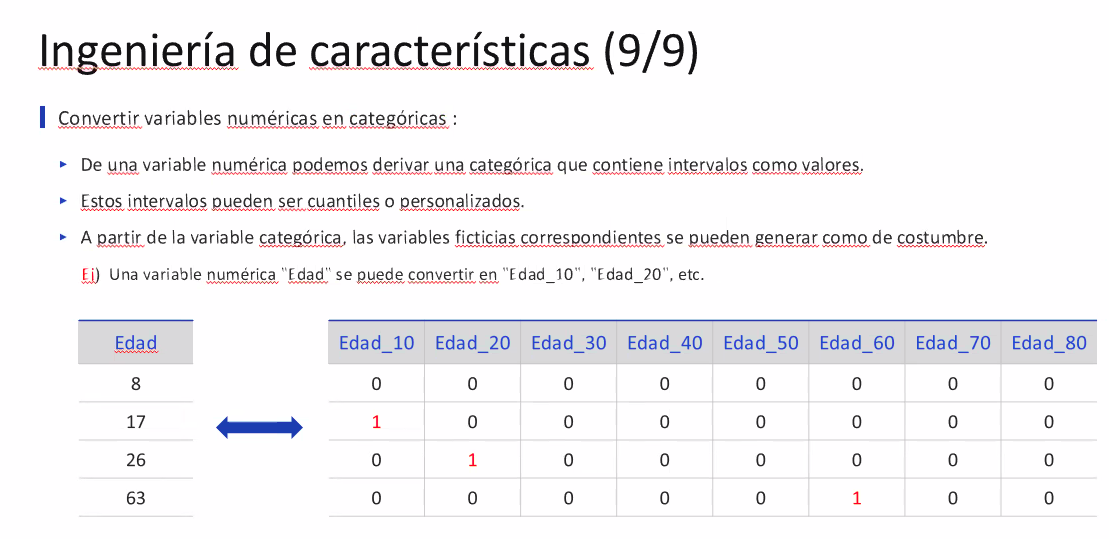 Ingeniería de características (9/9)
Convertir variables numéricas en categóricas :
De una variable numérica podemos derivar una categórica que contiene intervalos como valores.
Estos intervalos pueden ser cuantiles o personalizados.
A partir de la variable categórica, las variables ficticias correspondientes se pueden generar como de costumbre.
Ej) Una variable numérica "Edad" se puede convertir en "Edad_10", "Edad_20", etc.
Edad
8
17
26
63
Edad_10 Edad_20 Edad_30 Edad_40 Edad_50 Edad_60 Edad_70 Edad_80
0 0 0 0 0 0 0 0
1 0 0 0 0 0 0 0
0 1 0 0 0 0 0 0
0 0 0 0 0 1 0 0